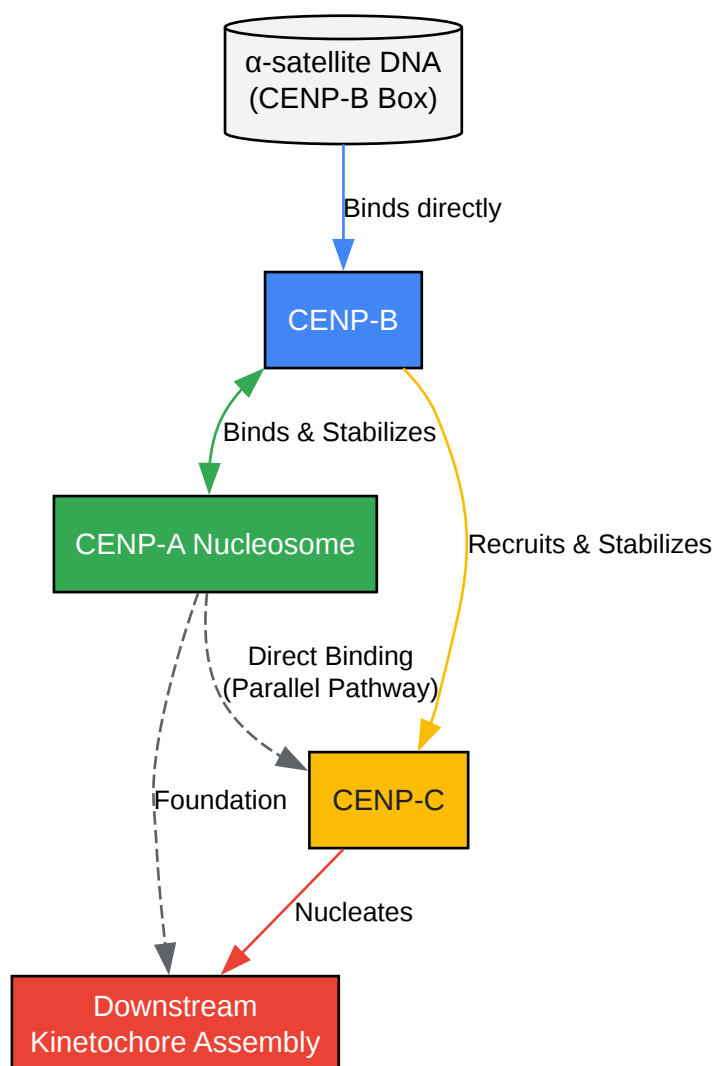 α-satellite DNA
(CENP-B Box)
Binds directly
CENP-B
Binds & Stabilizes
CENP-A Nucleosome
Recruits & Stabilizes
Direct Binding
(Parallel Pathway)
Foundation
CENP-C
Nucleates
Downstream
Kinetochore Assembly